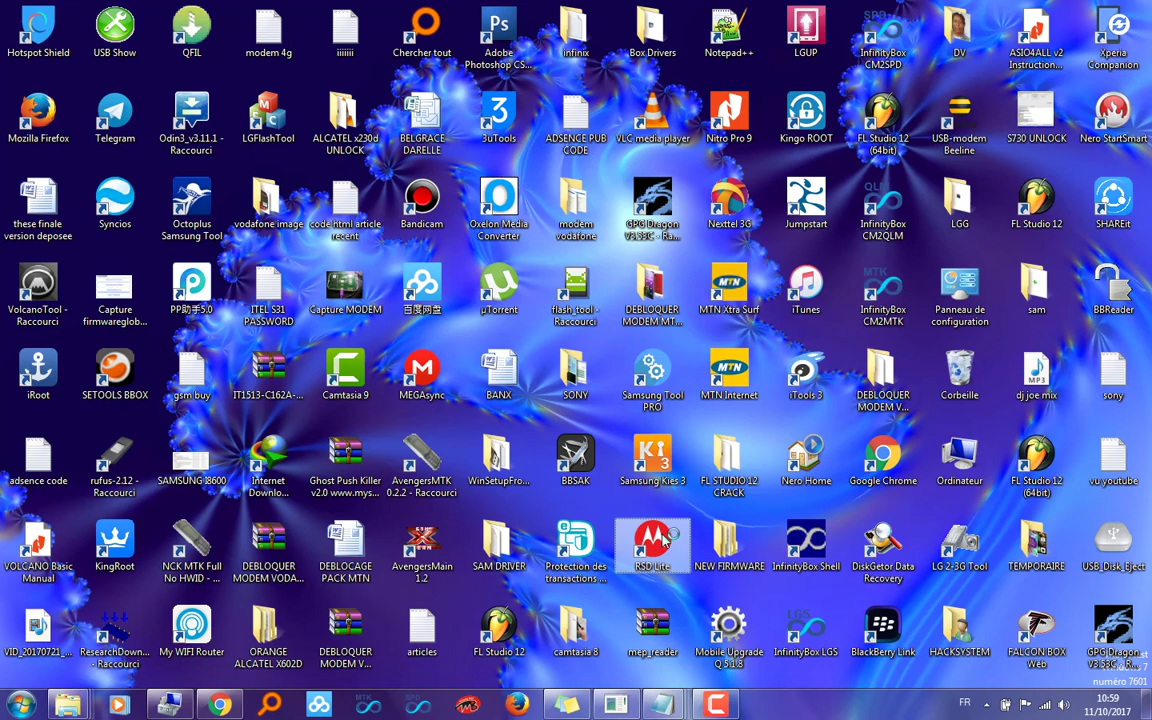 Hotspot Shield
USB Show
QFIL
modem 4g
iiiiiii
Chercher tout
Adobe
Photoshop CS...
infinix
Box Drivers
Notepad++
LGUP
InfinityBox
CM2SPD
DV
ASIO4ALL v2
Instruction...
Xperia
Companion
Mozilla Firefox
Telegram
Odin3_v3.11.1 -
Raccourci
LGFlashTool
ALCATEL x230d
UNLOCK
BELGRACE
DARELLE
3uTools
ADSENCE PUB
CODE
VLC media player
Nitro Pro 9
Kingo ROOT
FL Studio 12
(64bit)
USB-modem
Beeline
S730 UNLOCK
Nero StartSmart
these finale
version deposee
Syncios
Octoplus
Samsung Tool
vodafone image
code html article
recent
Bandicam
Oxelon Media
Converter
modem
vodafone
GPG Dragon
V3.53C - Ra...
Nexttel 3G
Jumpstart
InfinityBox
CM2QLM
LGG
FL Studio 12
SHAREit
VolcanoTool -
Raccourci
Capture
firmwareglob...
PP助手5.0
ITEL S31
PASSWORD
Capture MODEM
百度网盘
µTorrent
flash_tool -
Raccourci
DEBLOQUER
MODEM MT...
MTN Xtra Surf
iTunes
InfinityBox
CM2MTK
Panneau de
configuration
sam
BBReader
iRoot
SETOOLS BBOX
gsm buy
IT1513-C162A-...
Camtasia 9
MEGAsync
BANX
SONY
Samsung Tool
PRO
MTN Internet
iTools 3
DEBLOQUER
MODEM V...
Corbeille
dj joe mix
sony
adsence code
rufus-2.12 -
Raccourci
SAMSUNG I8600
Internet
Downlo...
Ghost Push Killer
v2.0 www.mys...
AvengersMTK
0.2.2 - Raccourci
WinSetupFro...
BBSAK
Samsung Kies 3
FL STUDIO 12
CRACK
Nero Home
Google Chrome
Ordinateur
FL Studio 12
(64bit)
vu youtube
VOLCANO Basic
Manual
KingRoot
NCK MTK Full
No HWID - ...
DEBLOQUER
MODEM VODA...
DEBLOCAGE
PACK MTN
AvengersMain
1.2
SAM DRIVER
Protection des
transactions ...
RSD Lite
NEW FIRMWARE
InfinityBox Shell
DiskGetor Data
Recovery
LG 2-3G Tool
TEMPORAIRE
USB_Disk_Eject
VID_20170721_...
ResearchDown...
- Raccourci
My WIFI Router
ORANGE
ALCATEL X602D
DEBLOQUER
MODEM V...
articles
FL Studio 12
camtasia 8
mep_reader
Mobile Upgrade
Q 5.1.8
InfinityBox LGS
BlackBerry Link
HACKSYSTEM
FALCON BOX
Web
GPG Dragon
V3.53C - R...
numéro 7601
FR
10:59
11/10/2017